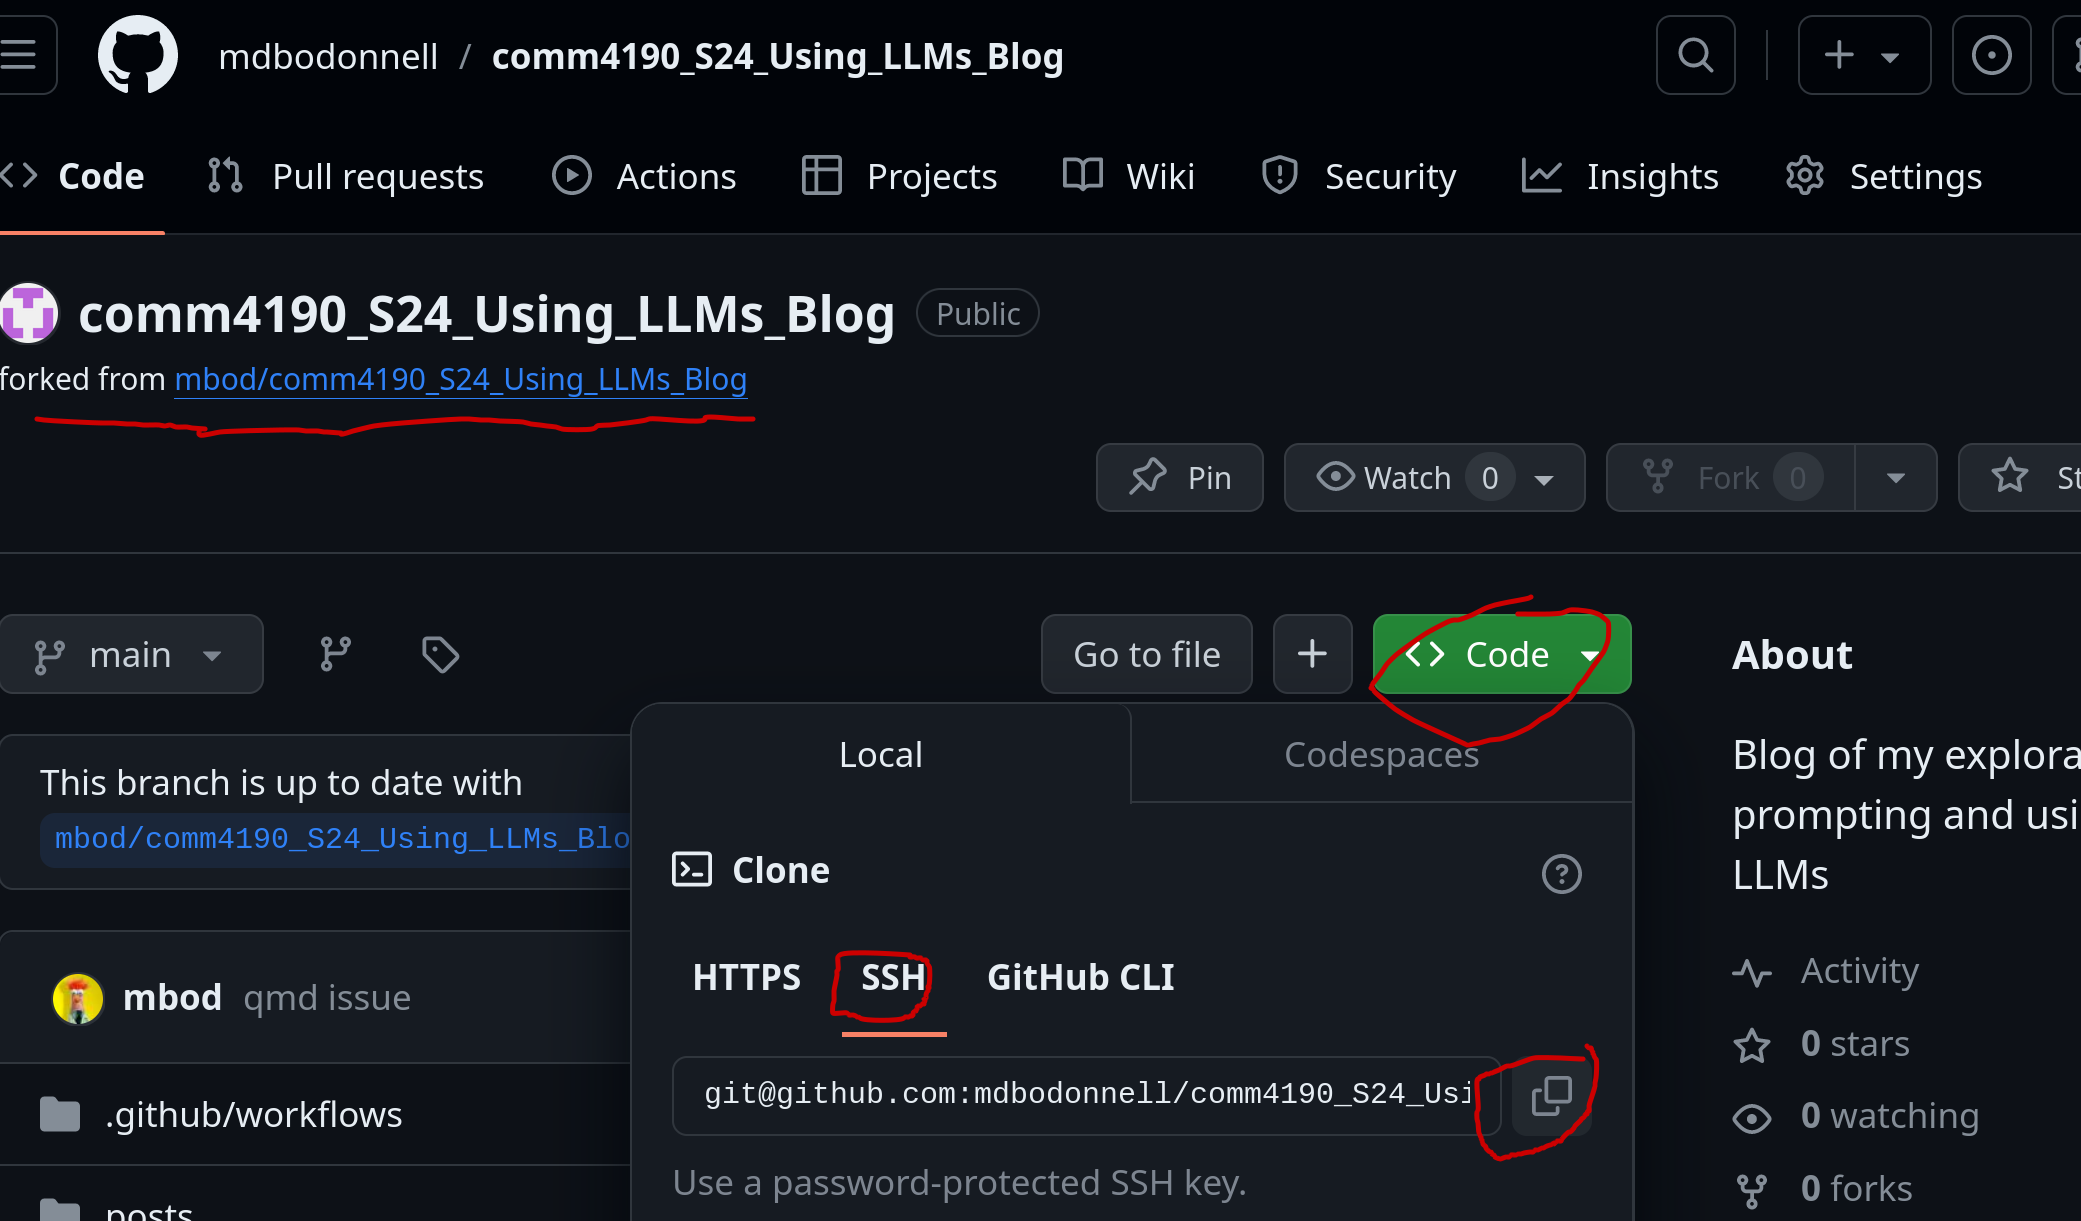 mdbodonnell / comm4190_S24_Using_LLMs_Blog
Code Pull requests Actions Projects Wiki Security Insights Settings
comm4190_S24_Using_LLMs_Blog Public
forked from mbod/comm4190_S24_Using_LLMs_Blog
Pin Watch 0 Fork 0 St
main Go to file Code
About
Local Codespaces
This branch is up to date with
mbod/comm4190_S24_Using_LLMs_Blo
Blog of my explora
prompting and usi
LLMs
Clone
HTTPS SSH GitHub CLI
mbod qmd issue
git@github.com:mdbodonnell/comm4190_S24_Usi
Use a password-protected SSH key.
.github/workflows
posts
Activity
0 stars
0 watching
0 forks